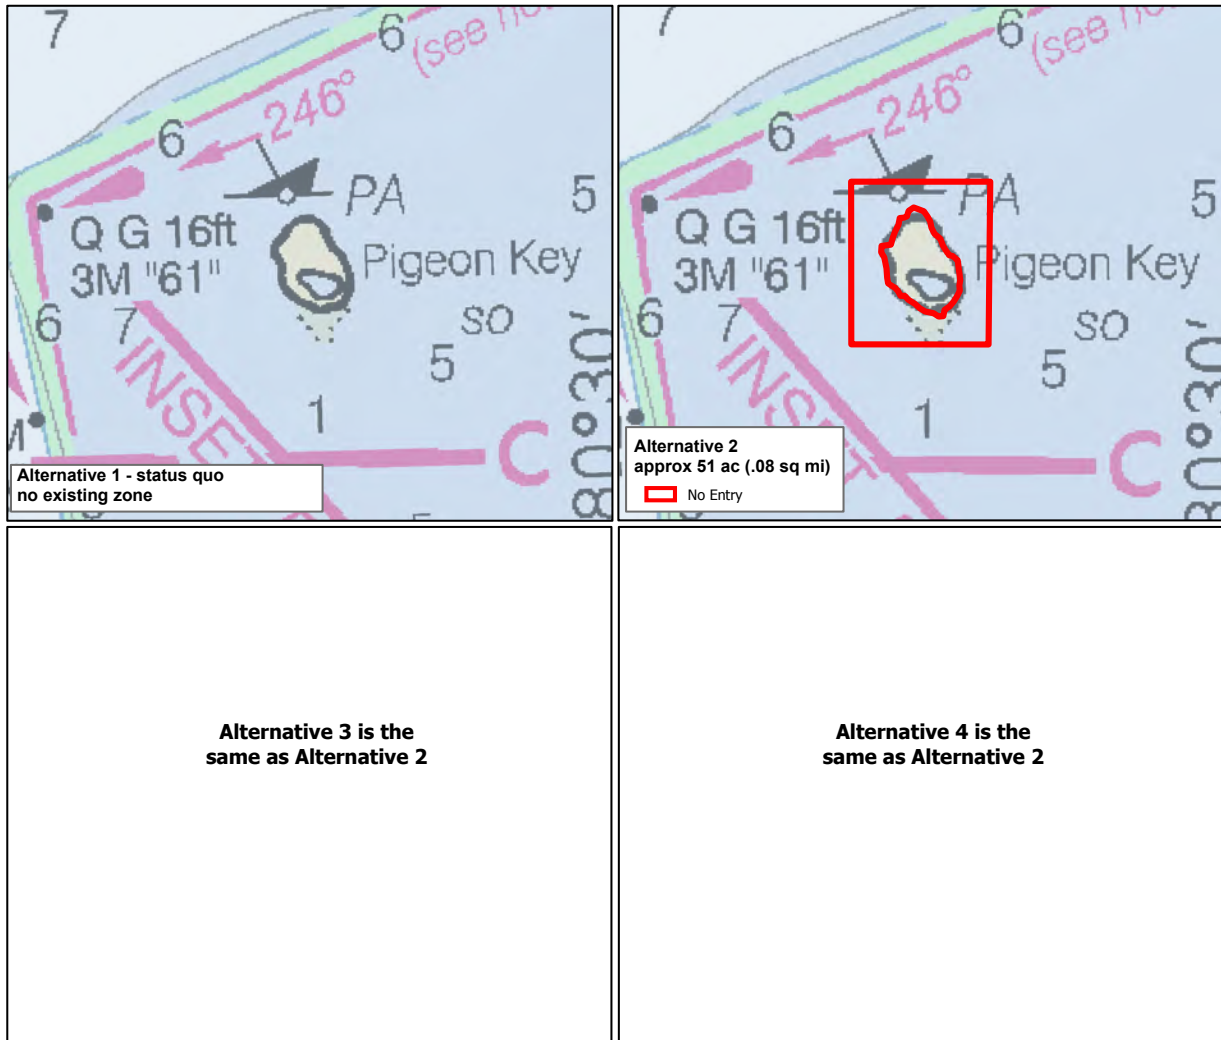 7
6
(see no
246°
6
PA
5
Q G 16ft
3M "61"
Pigeon Key
6
7
so
5
INSET
1
C
80°30'
M
Alternative 1 - status quo
no existing zone
6
(see no
246°
6
PA
5
Q G 16ft
3M "61"
Pigeon Key
6
7
so
5
INSET
1
C
80°30'
Alternative 2
approx 51 ac (.08 sq mi)
No Entry
Alternative 3 is the
same as Alternative 2
Alternative 4 is the
same as Alternative 2